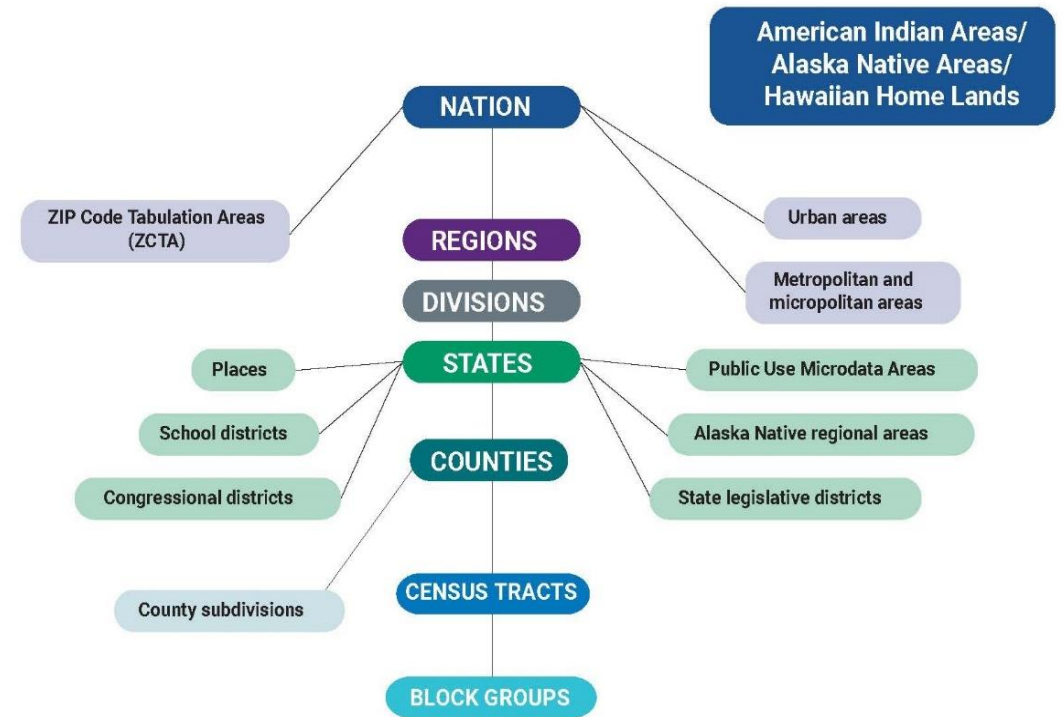 American Indian Areas/
Alaska Native Areas/
Hawaiian Home Lands
NATION
ZIP Code Tabulation Areas
(ZCTA)
Urban areas
REGIONS
Metropolitan and
micropolitan areas
DIVISIONS
STATES
Places
Public Use Microdata Areas
School districts
Alaska Native regional areas
COUNTIES
Congressional districts
State legislative districts
CENSUS TRACTS
County subdivisions
BLOCK GROUPS